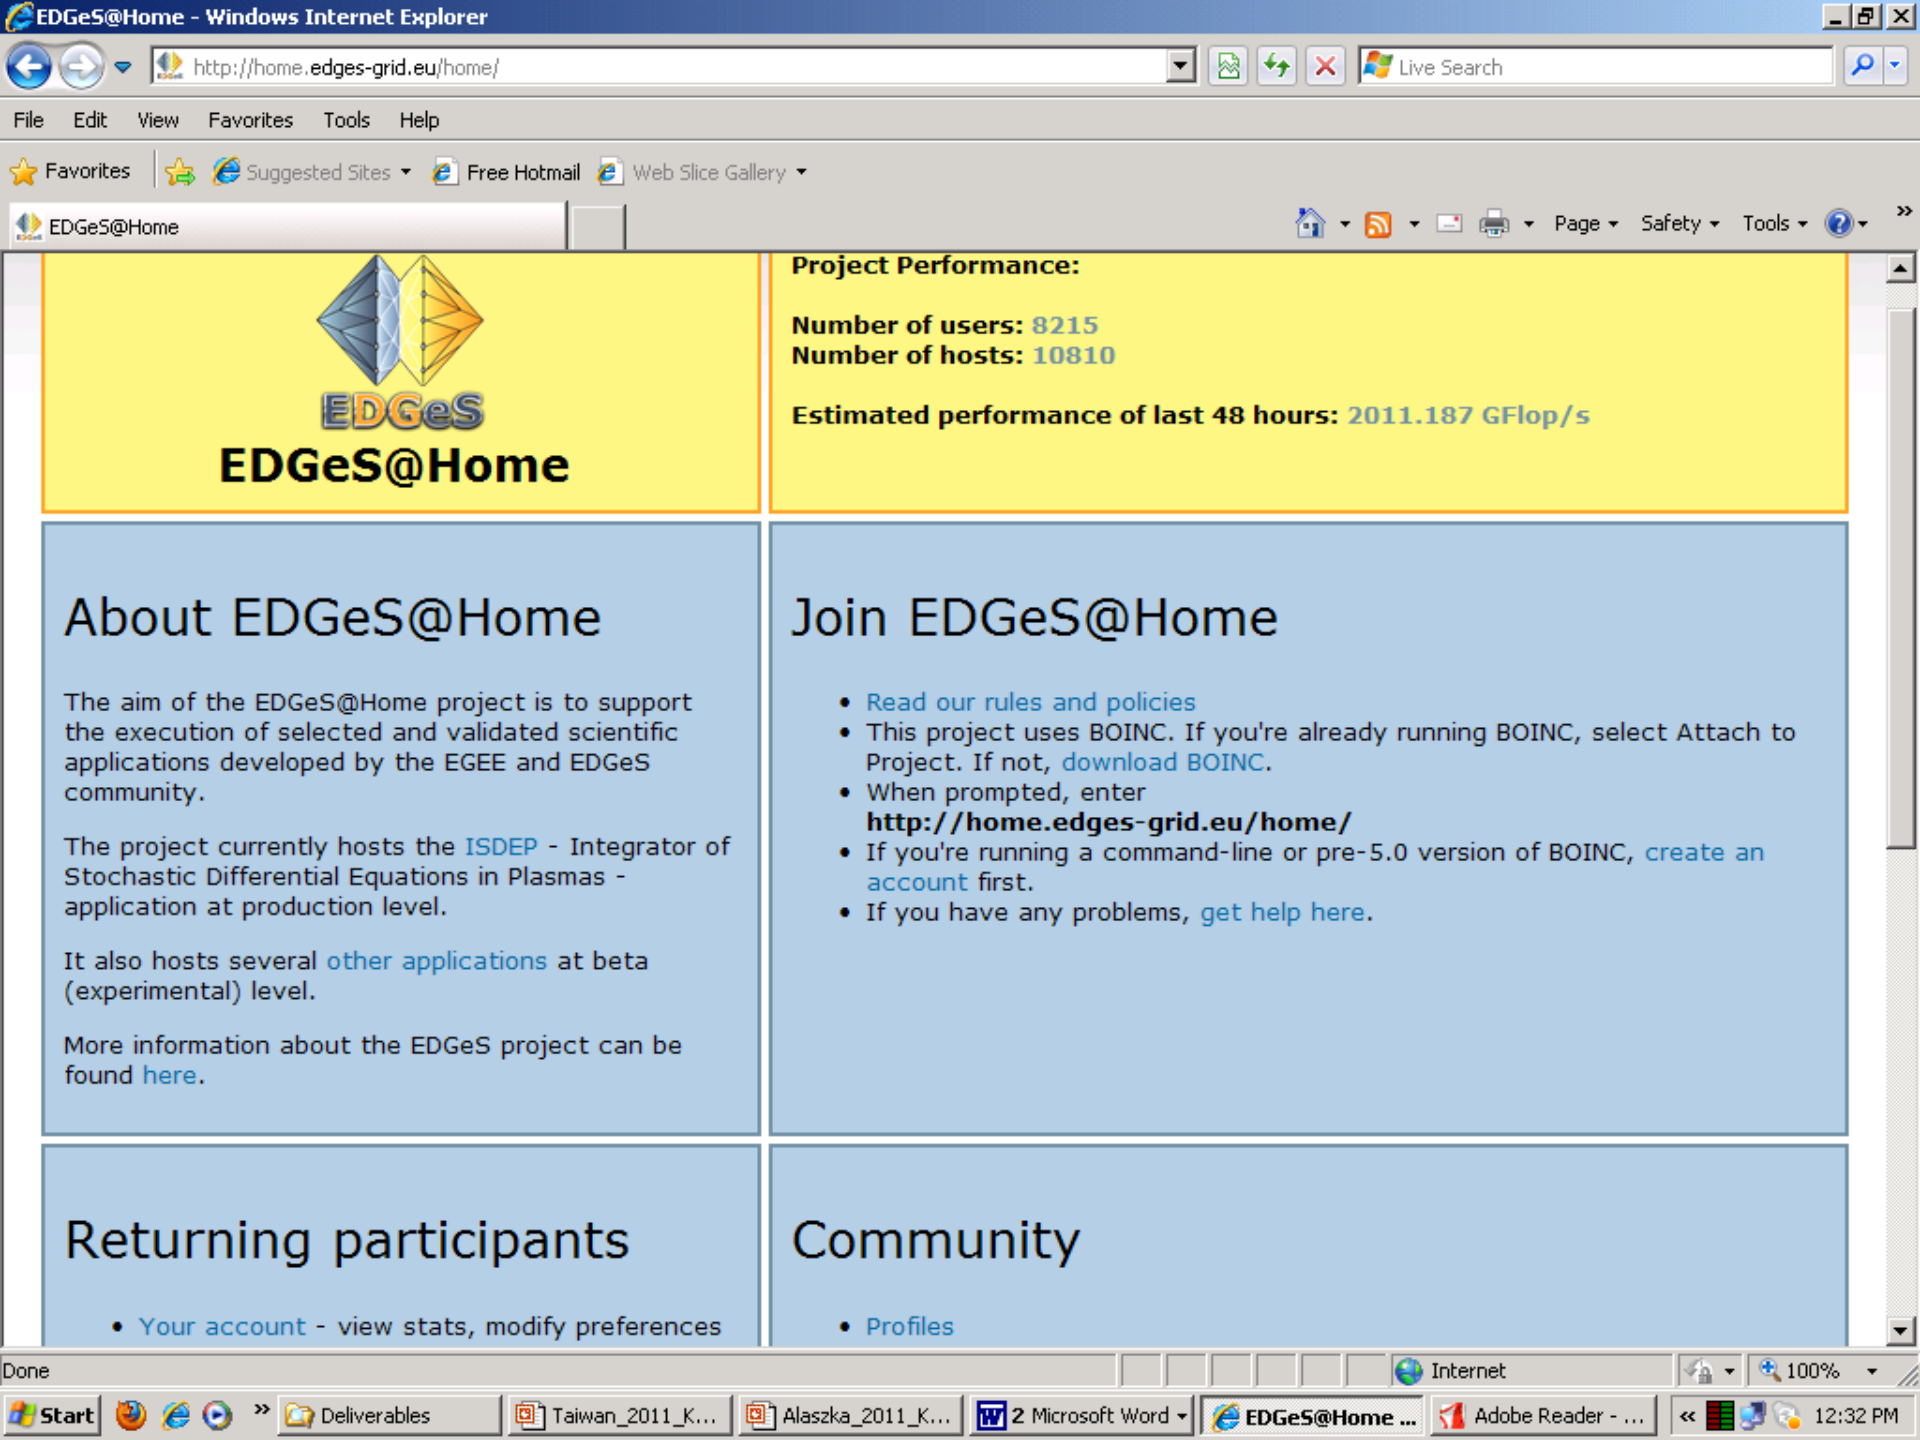 EDGeS@Home - Windows Internet Explorer
http://home.edges-grid.eu/home/
Live Search
File Edit View Favorites Tools Help
Favorites Suggested Sites Free Hotmail Web Slice Gallery
EDGeS@Home
Page Safety Tools »
EDGeS
EDGeS@Home
Project Performance:
Number of users: 8215
Number of hosts: 10810
Estimated performance of last 48 hours: 2011.187 GFlop/s
About EDGeS@Home
The aim of the EDGeS@Home project is to support
the execution of selected and validated scientific
applications developed by the EGEE and EDGeS
community.
The project currently hosts the ISDEP - Integrator of
Stochastic Differential Equations in Plasmas -
application at production level.
It also hosts several other applications at beta
(experimental) level.
More information about the EDGeS project can be
found here.
Join EDGeS@Home
• Read our rules and policies
• This project uses BOINC. If you're already running BOINC, select Attach to
Project. If not, download BOINC.
• When prompted, enter
http://home.edges-grid.eu/home/
• If you're running a command-line or pre-5.0 version of BOINC, create an
account first.
• If you have any problems, get help here.
Returning participants
• Your account - view stats, modify preferences
Community
• Profiles
Done Internet 100%
Start » Deliverables Taiwan_2011_K... Alaszka_2011_K... 2 Microsoft Word EDGeS@Home ... Adobe Reader - ... « 12:32 PM